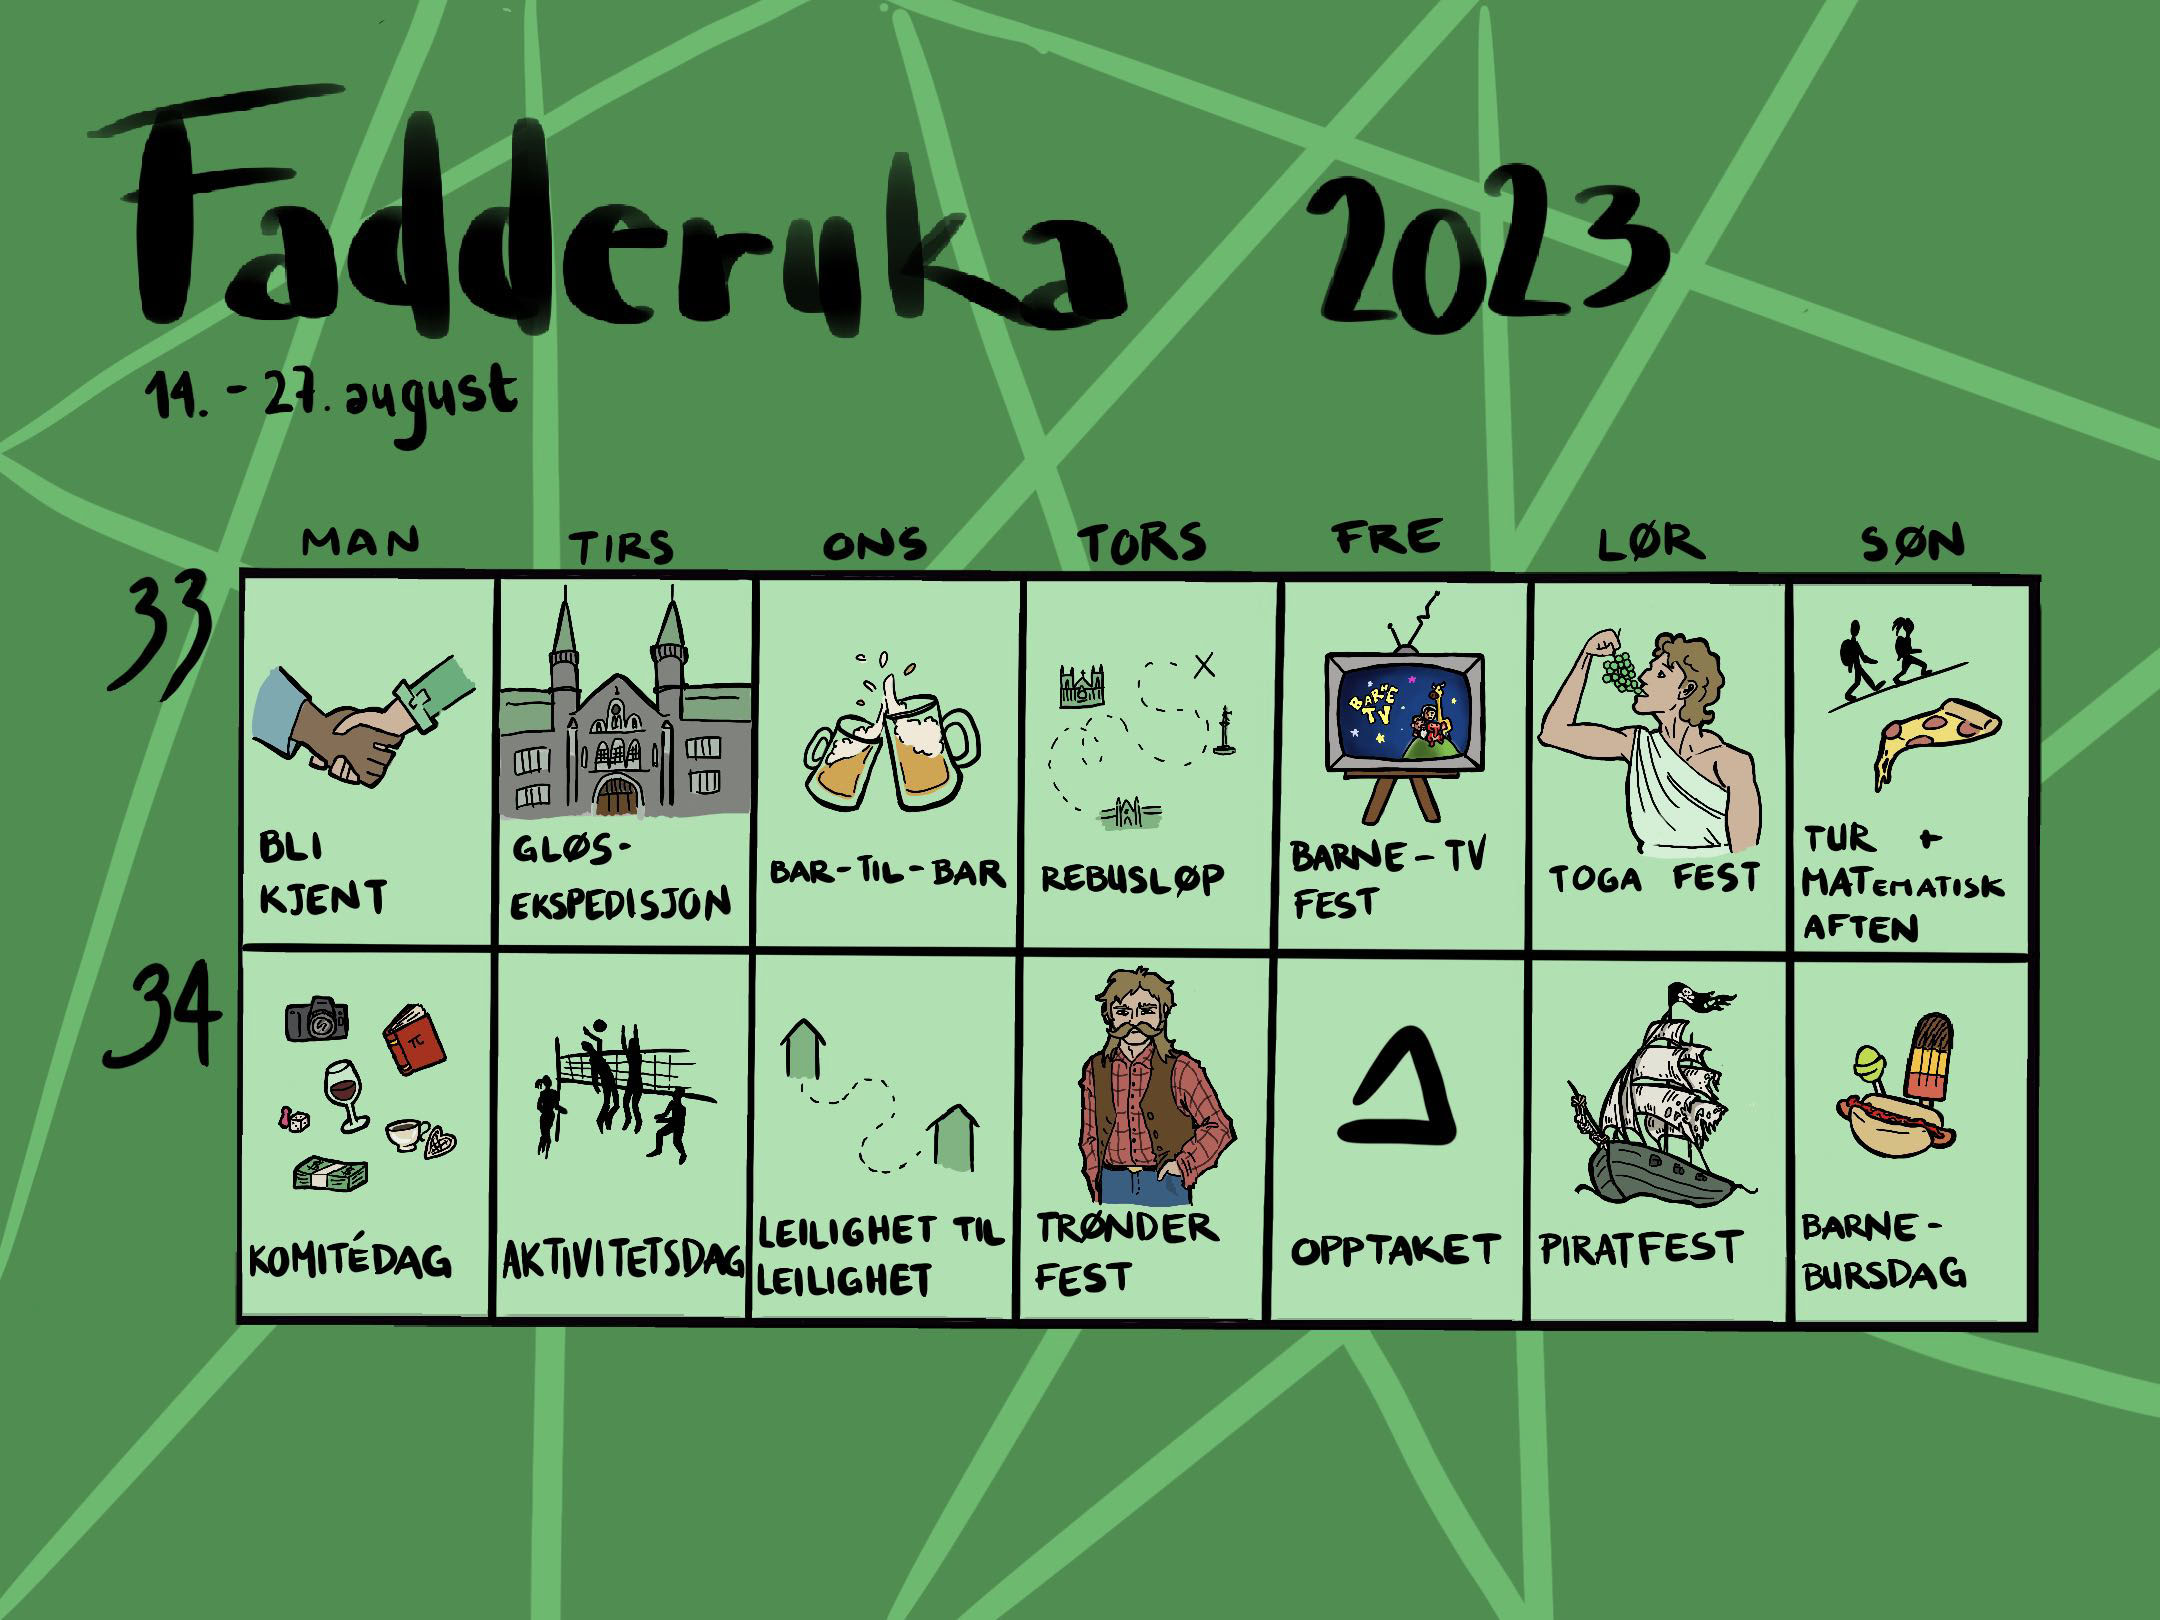 Fadderuka 2023
14. - 27. august
MAN TIRS ONS TORS FRE LØR SØN
33
BARNE
TV
BLI
KJENT
GLØS-
EKSPEDISJON
BAR-TIL-BAR
X
REBUSLØP
BARNE-TV
FEST
TOGA FEST
TUR +
MATEMATISK
AFTEN
34
π
KOMITÉDAG
AKTIVITETSDAG
LEILIGHET TIL
LEILIGHET
TRØNDER
FEST
OPPTAKET
PIRATFEST
BARNE-
BURSDAG